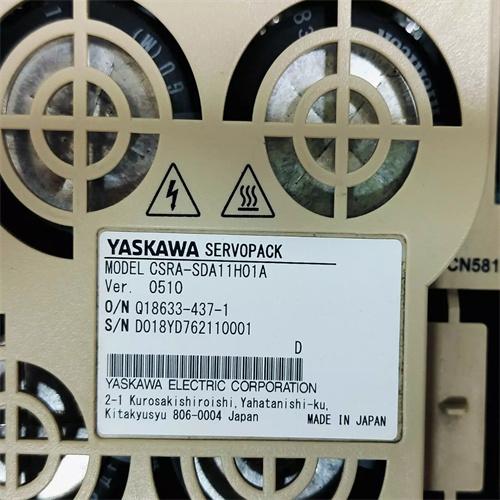 YASKAWA SERVOPACK
MODEL CSRA-SDA11H01A
Ver. 0510
O/N Q18633-437-1
S/N D018YD762110001
D
YASKAWA ELECTRIC CORPORATION
2-1 Kurosakishiroishi,Yahatanishi-ku,
Kitakyusyu 806-0004 Japan MADE IN JAPAN
CN581